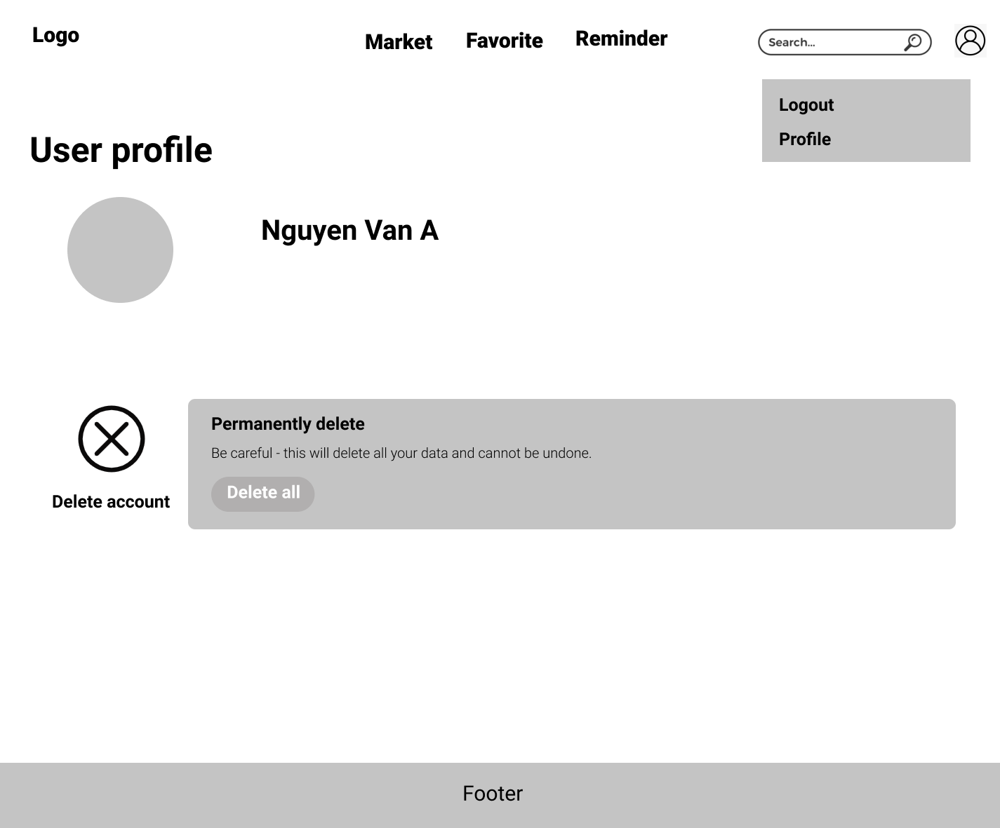 Logo
Market
Favorite
Reminder
Search...
Logout
Profile
User profile
Nguyen Van A
Permanently delete
Be careful - this will delete all your data and cannot be undone.
Delete all
Delete account
Footer